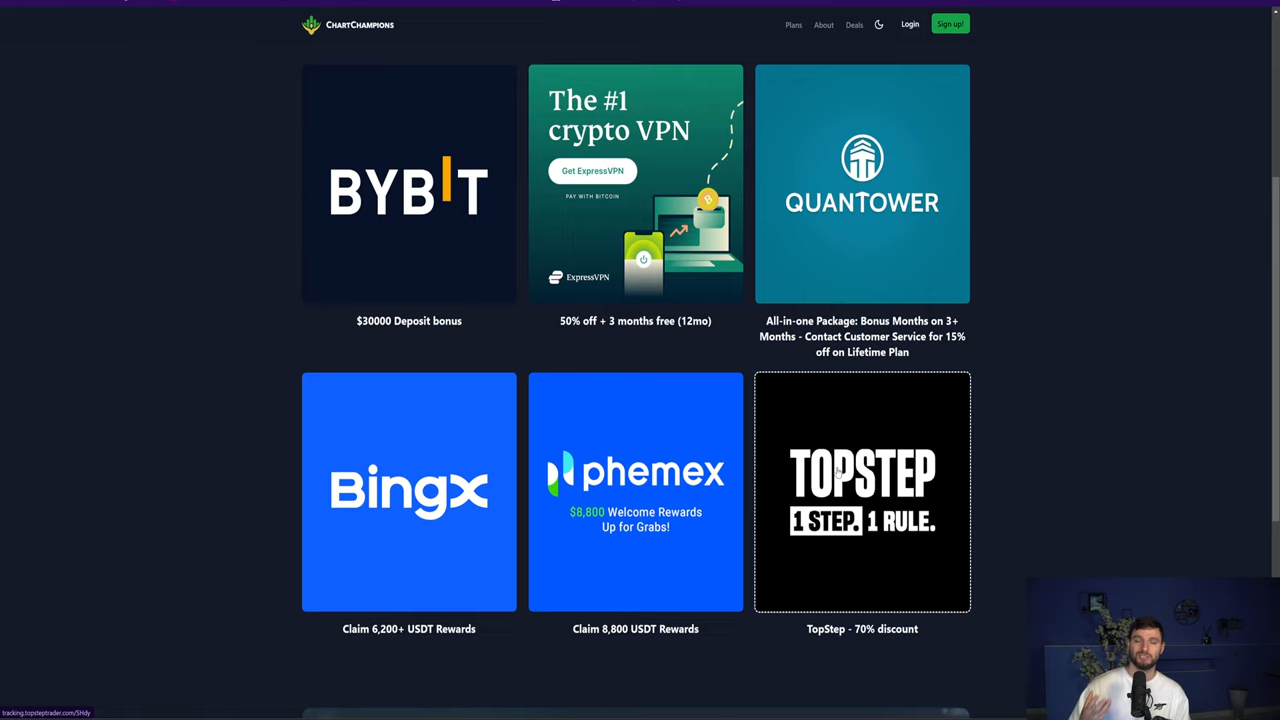 ChartChampions
Plans
About
Deals
Login
Sign up!
BYBIT
The #1
crypto VPN
Get ExpressVPN
PAY WITH BITCOIN
ExpressVPN
QUANTOWER
$30000 Deposit bonus
50% off + 3 months free (12mo)
All-in-one Package: Bonus Months on 3+
Months - Contact Customer Service for 15%
off on Lifetime Plan
BingX
phemex
$8,800 Welcome Rewards
Up for Grabs!
TOPSTEP
1 STEP. 1 RULE.
Claim 6,200+ USDT Rewards
Claim 8,800 USDT Rewards
TopStep - 70% discount
tracking.topsteptrader.com/SHdy